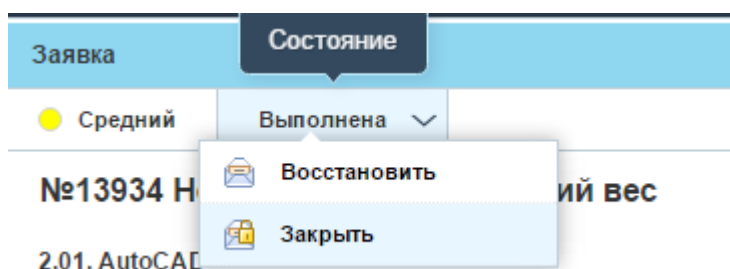 Состояние
Заявка
Средний
Выполнена
Восстановить
№13934
ий вес
Закрыть
2.01. AutoCAD